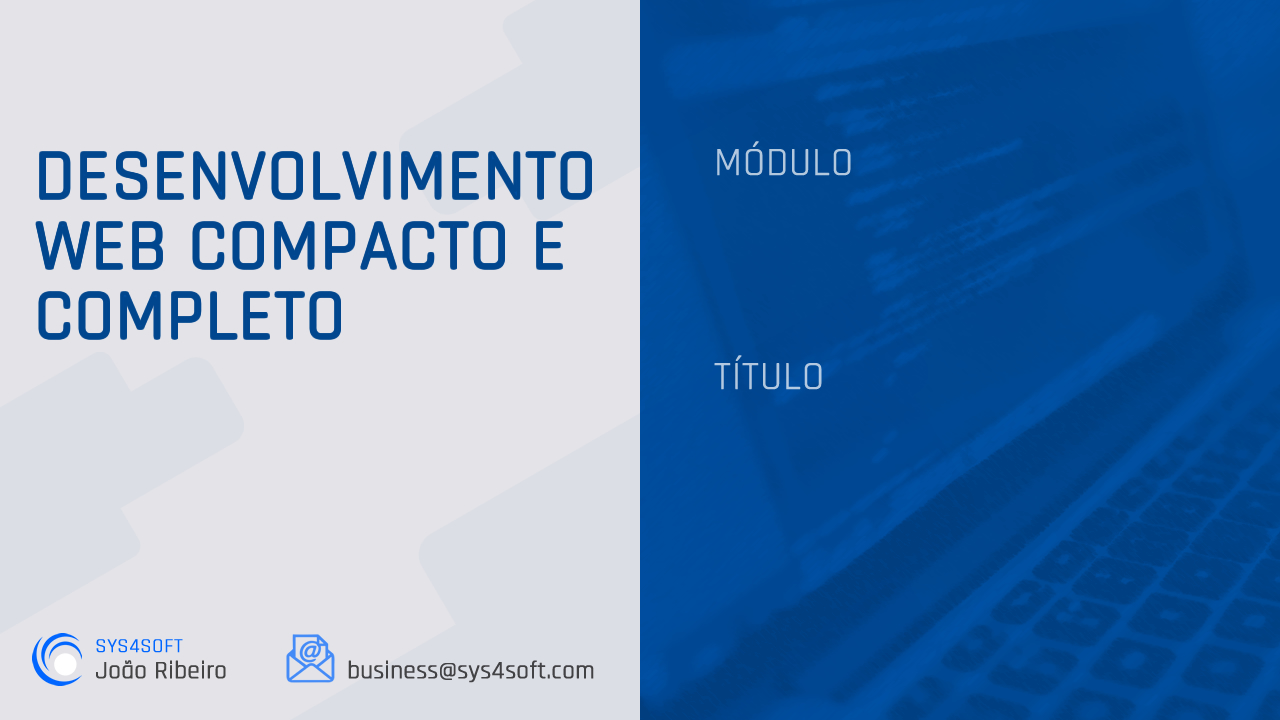 DESENVOLVIMENTO
WEB COMPACTO E
COMPLETO
SYS4SOFT
João Ribeiro
business@sys4soft.com
MÓDULO
TÍTULO